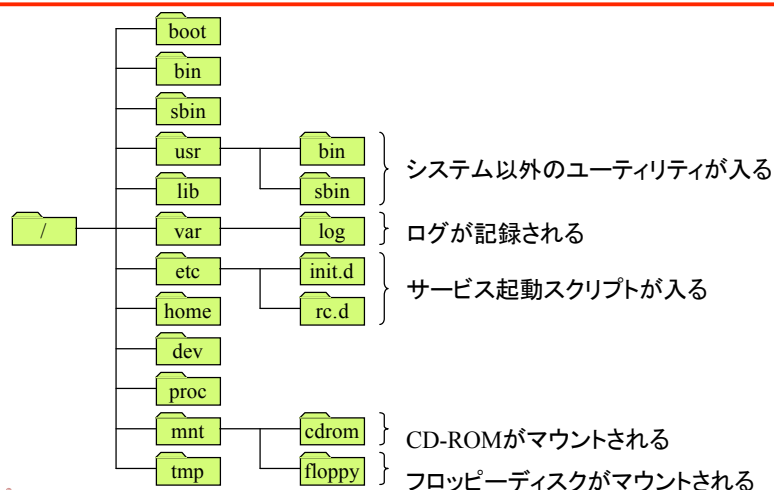 boot
bin
sbin
usr bin
システム以外のユーティリティが入る
lib sbin
/ var log ログが記録される
etc init.d
サービス起動スクリプトが入る
home rc.d
dev
proc
mnt cdrom CD-ROMがマウントされる
tmp floppy フロッピーディスクがマウントされる